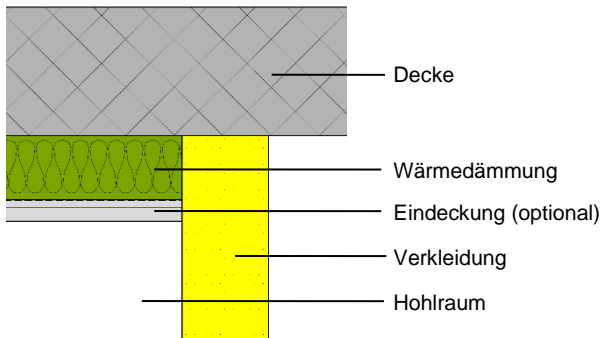 Decke
Wärmedämmung
Eindeckung (optional)
Verkleidung
Hohlraum